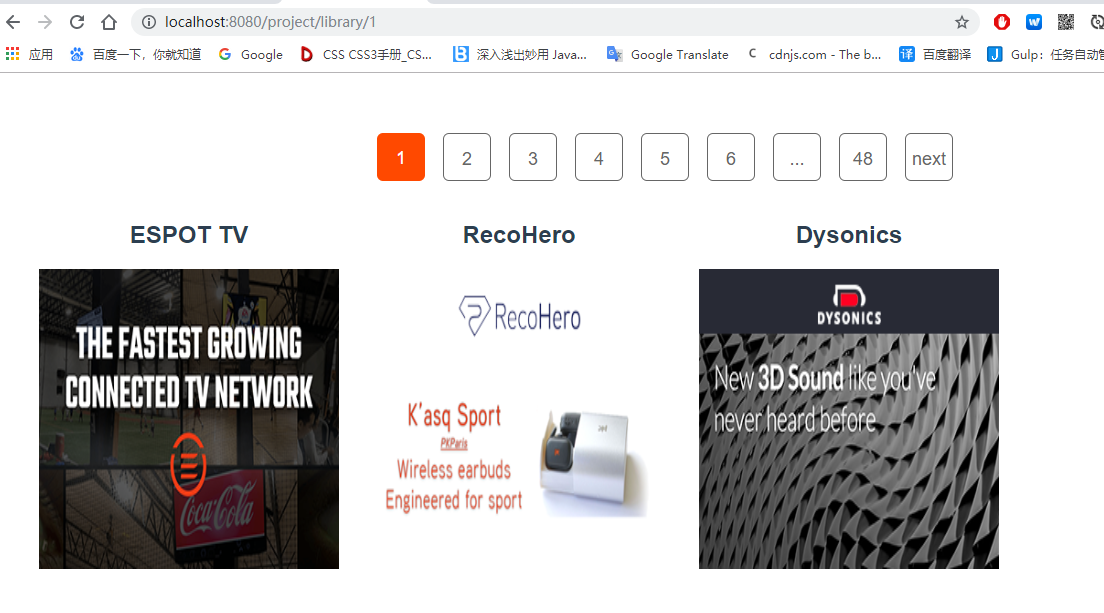 localhost:8080/project/library/1
应用 百度一下，你就知道 Google CSS CSS3手册_CS... 深入浅出妙用 Java... Google Translate cdnjs.com - The b... 百度翻译 Gulp：任务自动管
1 2 3 4 5 6 ... 48 next
ESPOT TV RecoHero Dysonics
THE FASTEST GROWING
CONNECTED TV NETWORK
Coca-Cola
RecoHero
K'asq Sport
PKParis
Wireless earbuds
Engineered for sport
DYSONICS
New 3D Sound like you've
never heard before